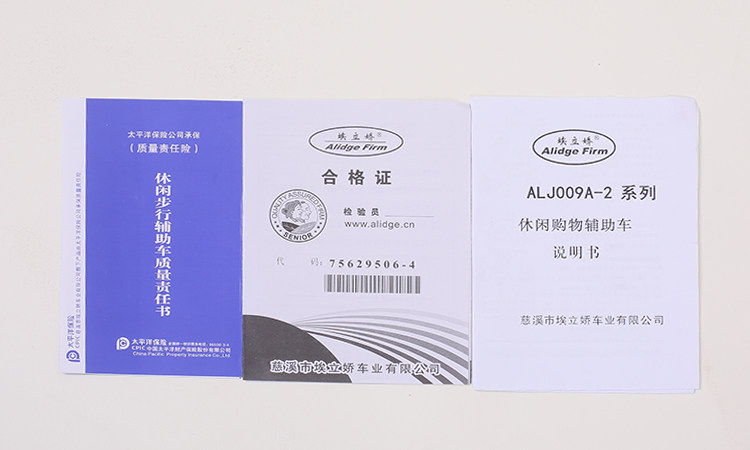 太平洋保险公司承保
（质量责任险）
休闲步行辅助车质量责任书
太平洋保险
CPIC 中国太平洋财产保险股份有限公司
China Pacific Property Insurance Co.,Ltd.
太平洋保险
埃立娇®
Alidge Firm
合格证
QUALITY ASSURED FIRM
SENIOR
检验员
www.alidge.cn
代 码：75629506-4
慈溪市埃立娇车业有限公司
埃立娇®
Alidge Firm
ALJ009A-2 系列
休闲购物辅助车
说明书
慈溪市埃立娇车业有限公司